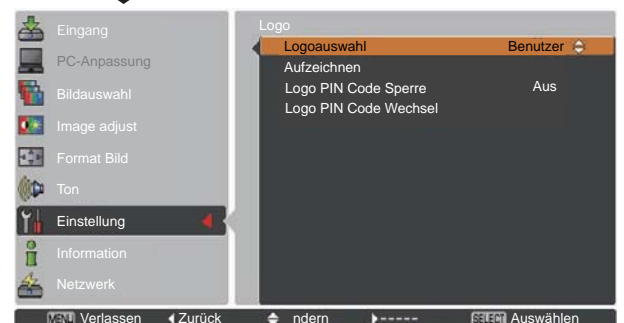 Eingang
PC-Anpassung
Bildauswahl
Image adjust
Format Bild
Ton
Einstellung
Information
Netzwerk
Logo
Logoauswahl Benutzer
Aufzeichnen
Logo PIN Code Sperre Aus
Logo PIN Code Wechsel
MENU Verlassen Zurück ndern ----- SELECT Auswählen